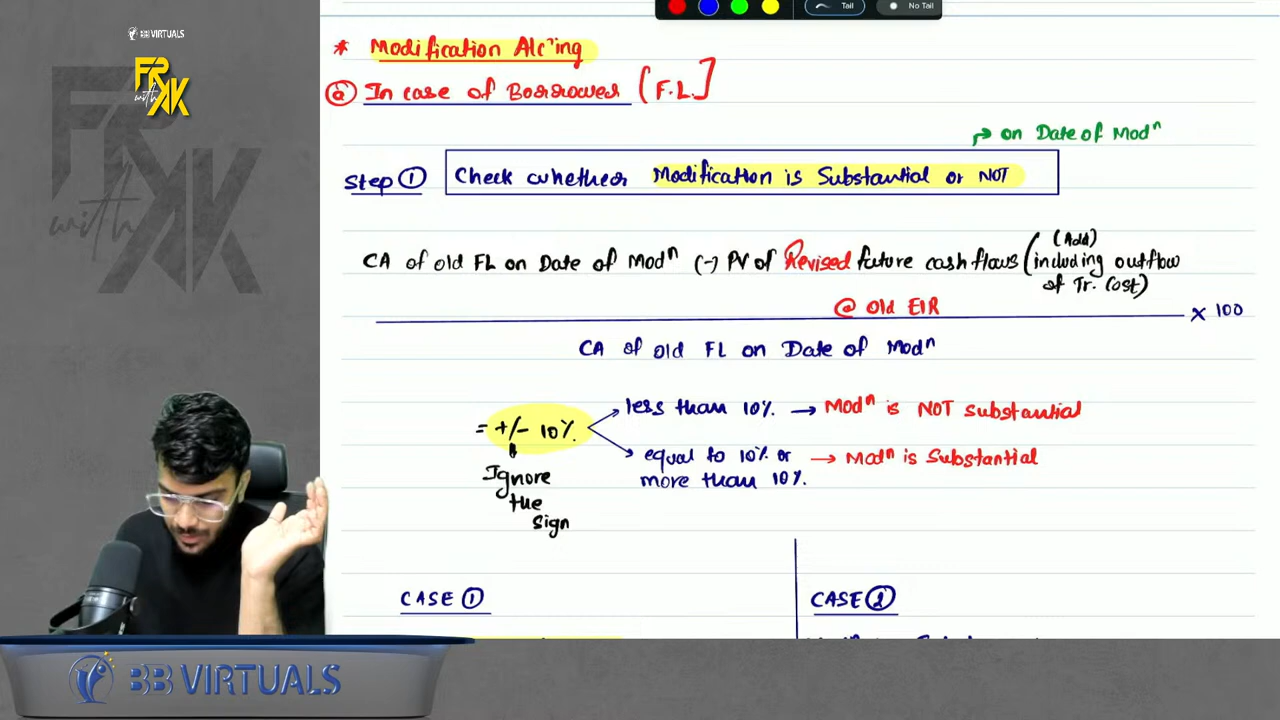 BB VIRTUALS
FR
with
AK
Tail
No Tail
* Modification Alc'ing
(a) In case of Borrower [F.L.]
→ on Date of Modⁿ
Step ① Check whether Modification is Substantial or NOT
CA of old FL on Date of Modⁿ (-) PV of Revised future cash flows (including outflow of Tr. Cost) (Add)
@ Old EIR
x 100
CA of old FL on Date of Modⁿ
= +/- 10%.
less than 10%. → Modⁿ is NOT substantial
equal to 10%. or more than 10%. → Modⁿ is Substantial
Ignore
the
Sign
CASE ①
CASE ②
BB VIRTUALS